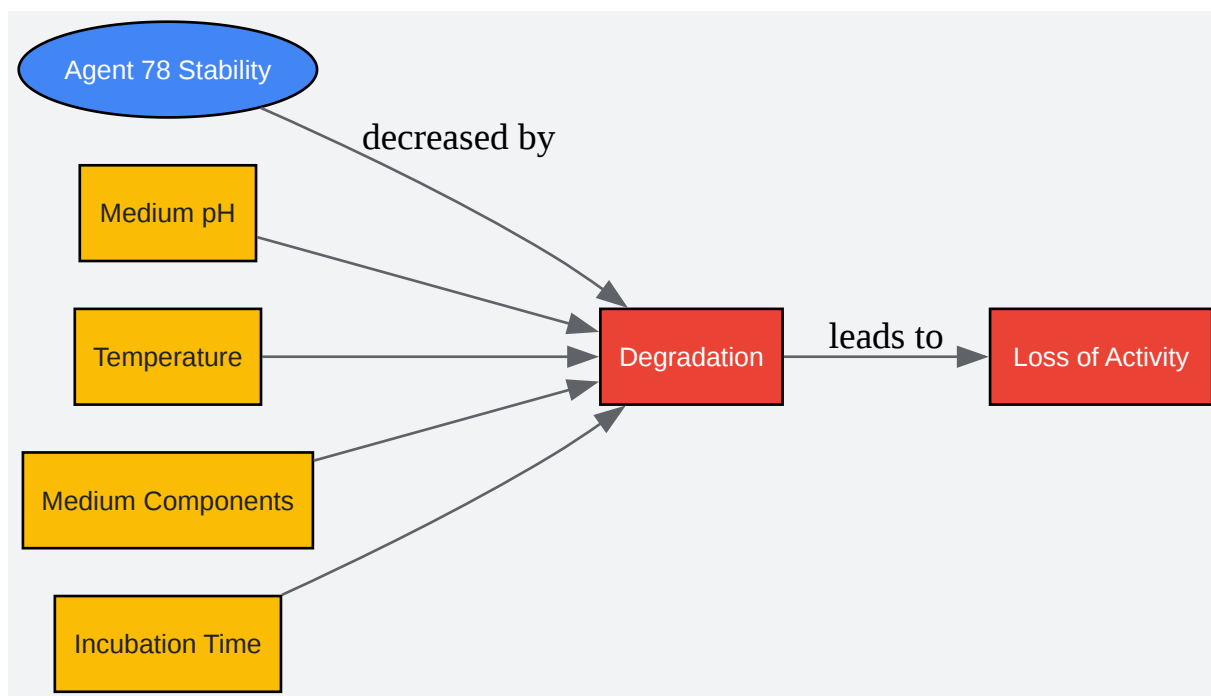 Agent 78 Stability
decreased by
Medium pH
Temperature
Degradation
leads to
Loss of Activity
Medium Components
Incubation Time